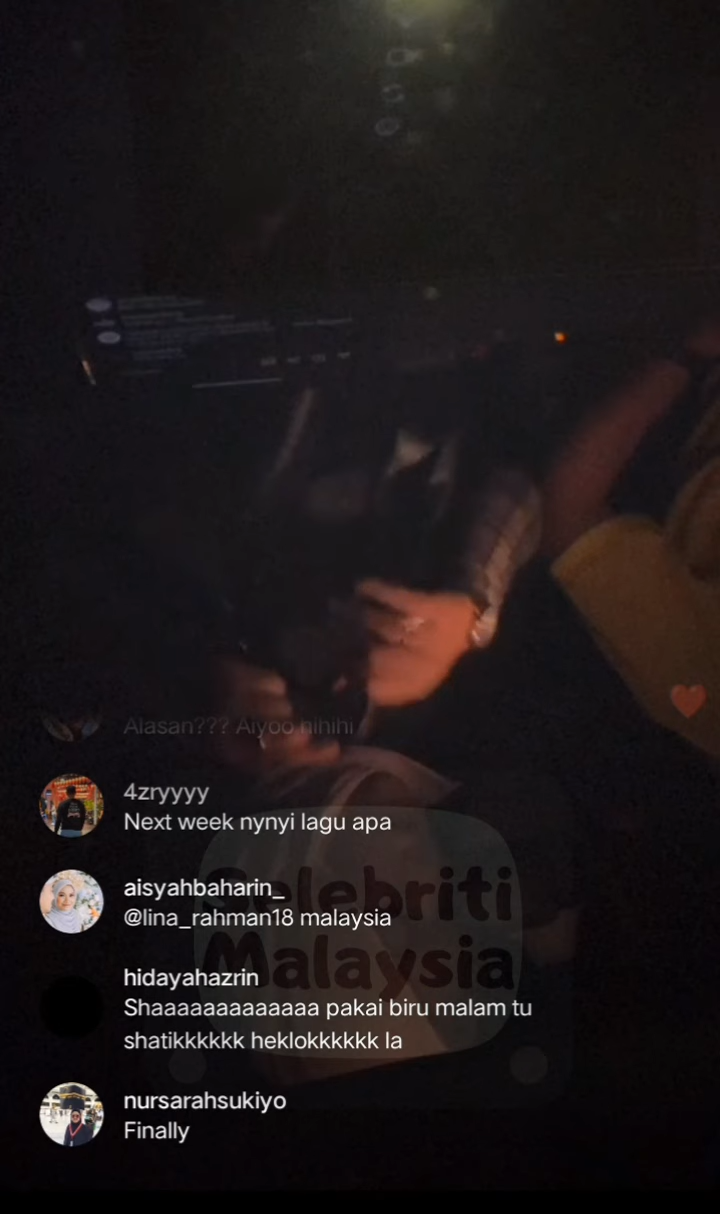 Alasan??? Aiyoo hihihi
4zryyyy
Next week nynyi lagu apa
aisyahbaharin_
@lina_rahman18 malaysia
Selebriti
Malaysia
hidayahazrin
Shaaaaaaaaaaaaa pakai biru malam tu
shatikkkkkk heklokkkkkk la
nursarahsukiyo
Finally